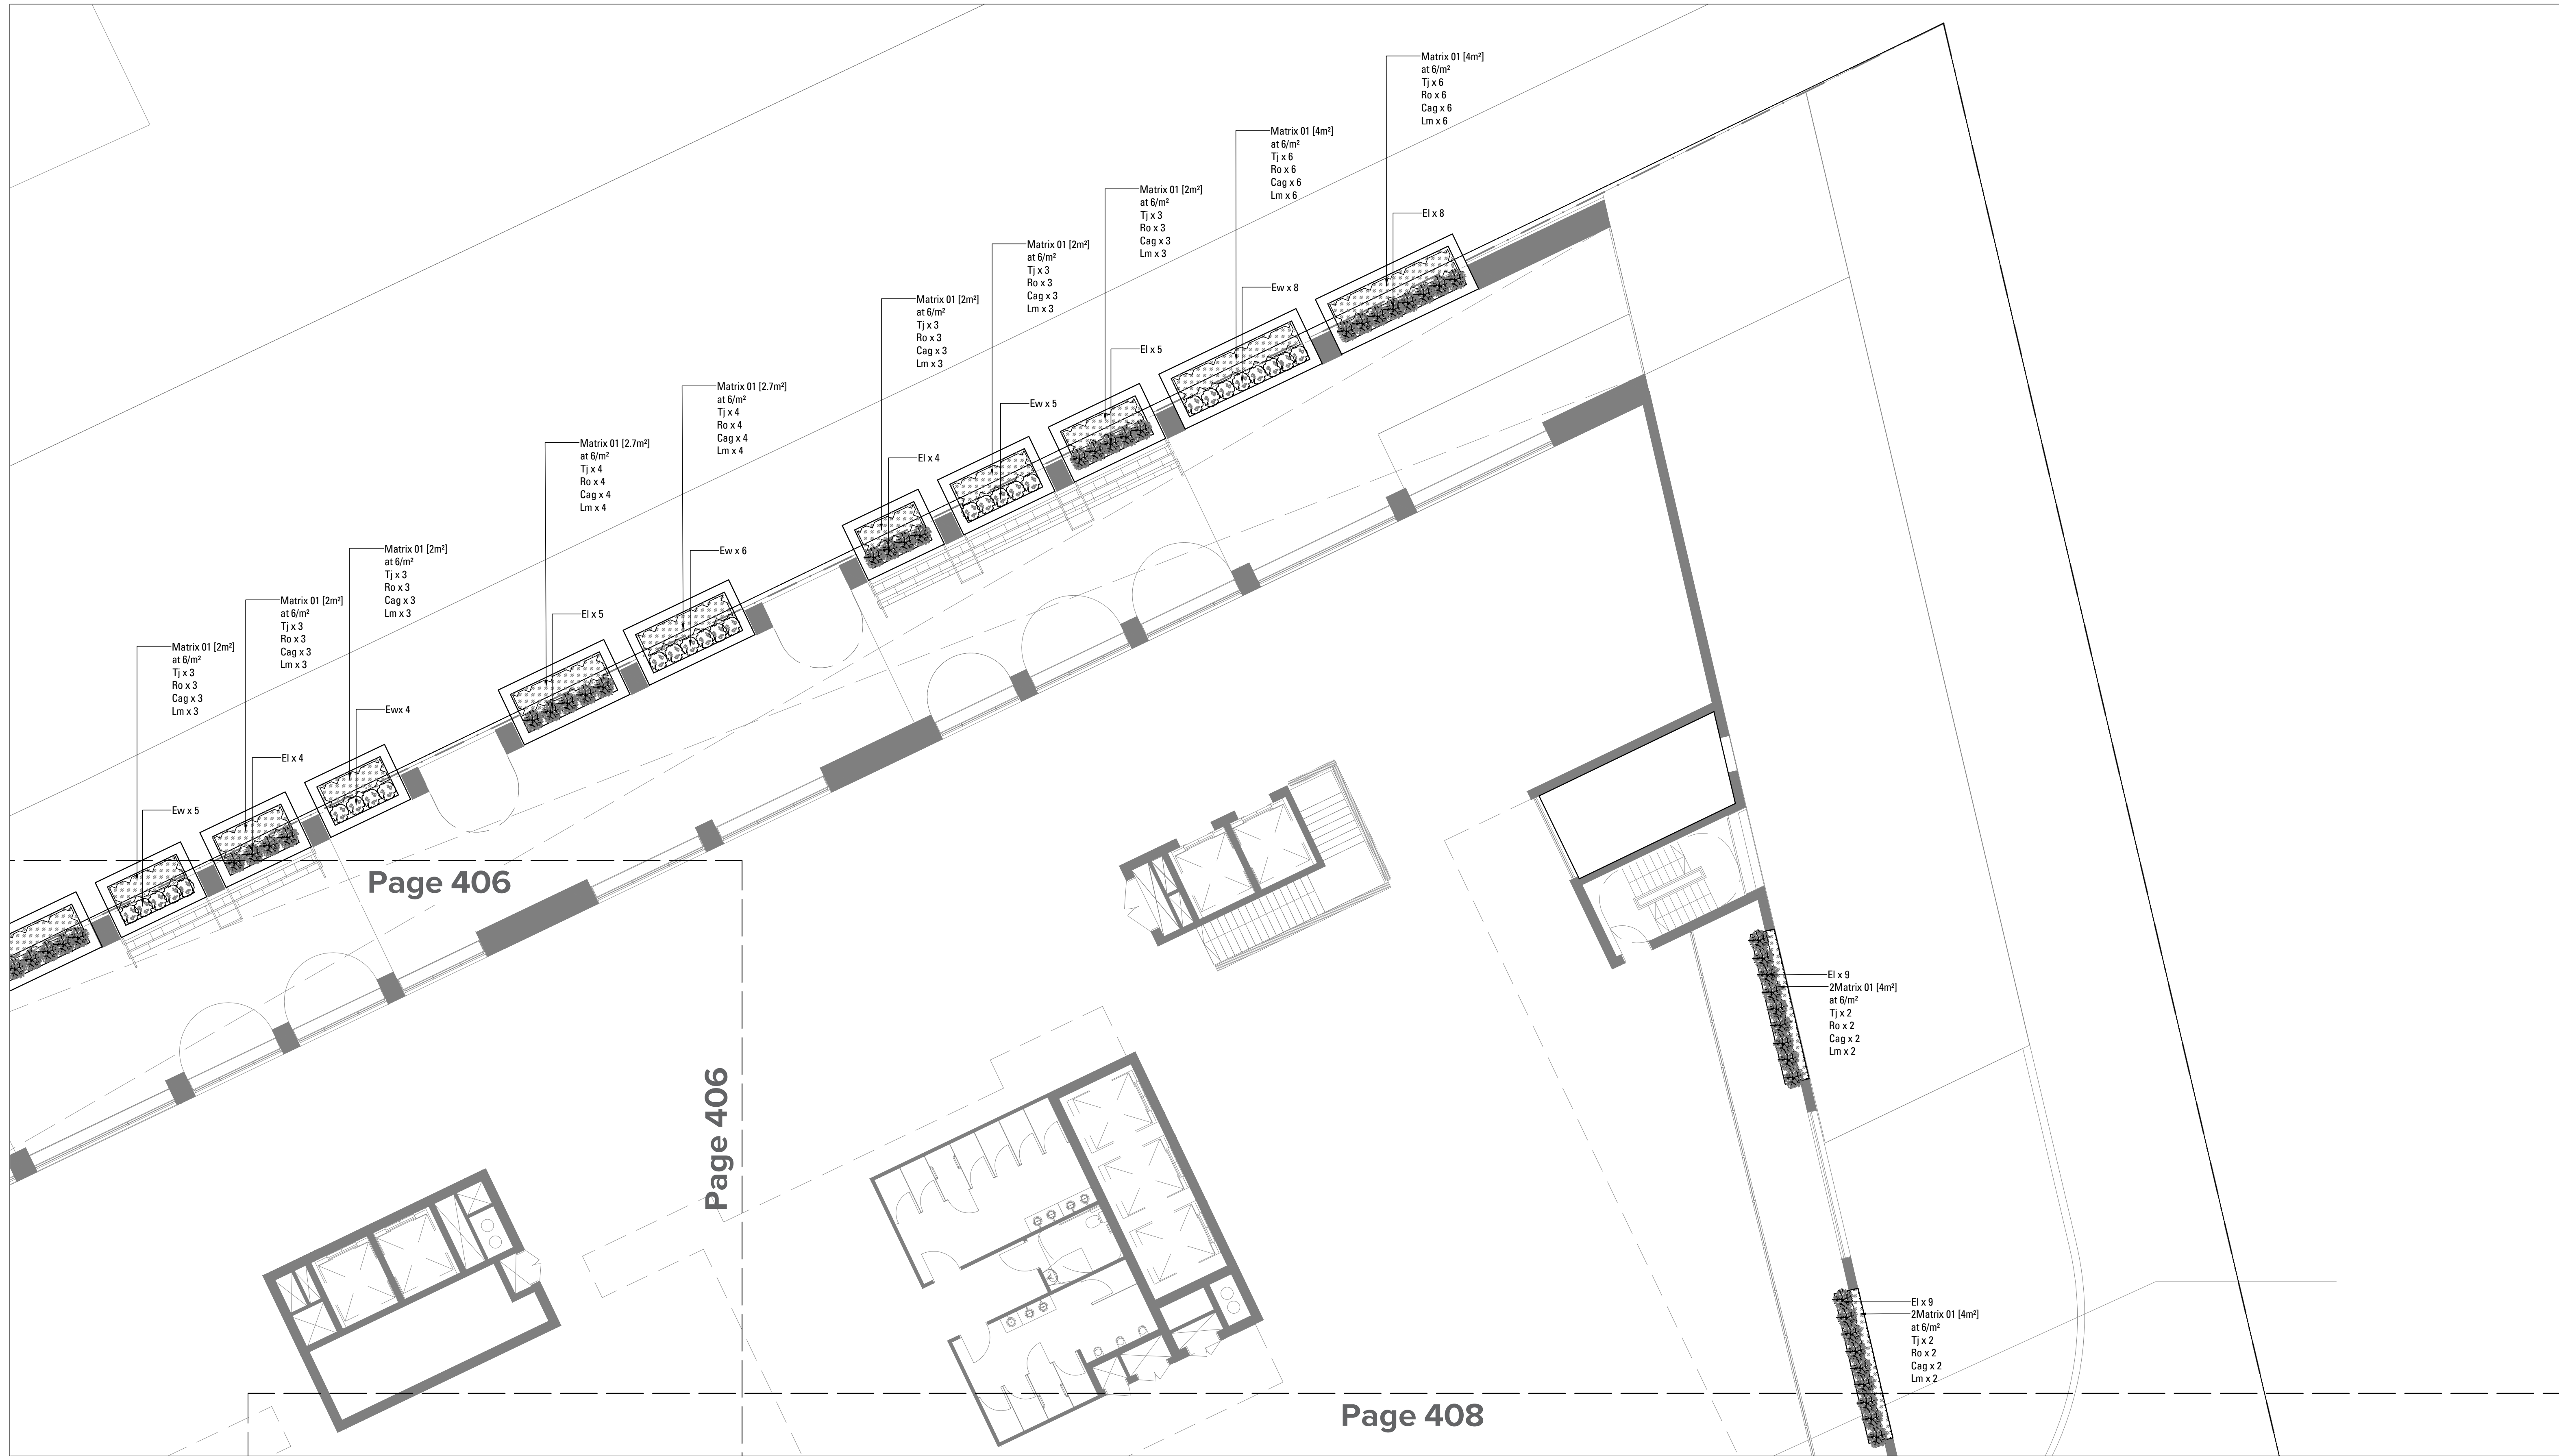 Matrix 01 [4m²]
at 6/m²
Tj x 6
Ro x 6
Cag x 6
Lm x 6
El x 8
Matrix 01 [4m²]
at 6/m²
Tj x 6
Ro x 6
Cag x 6
Lm x 6
Ew x 8
Matrix 01 [2m²]
at 6/m²
Tj x 3
Ro x 3
Cag x 3
Lm x 3
El x 5
Matrix 01 [2m²]
at 6/m²
Tj x 3
Ro x 3
Cag x 3
Lm x 3
Ew x 5
Matrix 01 [2m²]
at 6/m²
Tj x 3
Ro x 3
Cag x 3
Lm x 3
El x 4
Matrix 01 [2.7m²]
at 6/m²
Tj x 4
Ro x 4
Cag x 4
Lm x 4
Ew x 6
Matrix 01 [2.7m²]
at 6/m²
Tj x 4
Ro x 4
Cag x 4
Lm x 4
El x 5
Matrix 01 [2m²]
at 6/m²
Tj x 3
Ro x 3
Cag x 3
Lm x 3
Ewx 4
Matrix 01 [2m²]
at 6/m²
Tj x 3
Ro x 3
Cag x 3
Lm x 3
El x 4
Matrix 01 [2m²]
at 6/m²
Tj x 3
Ro x 3
Cag x 3
Lm x 3
Ew x 5
Page 406
Page 406
El x 9
2Matrix 01 [4m²]
at 6/m²
Tj x 2
Ro x 2
Cag x 2
Lm x 2
El x 9
2Matrix 01 [4m²]
at 6/m²
Tj x 2
Ro x 2
Cag x 2
Lm x 2
Page 408